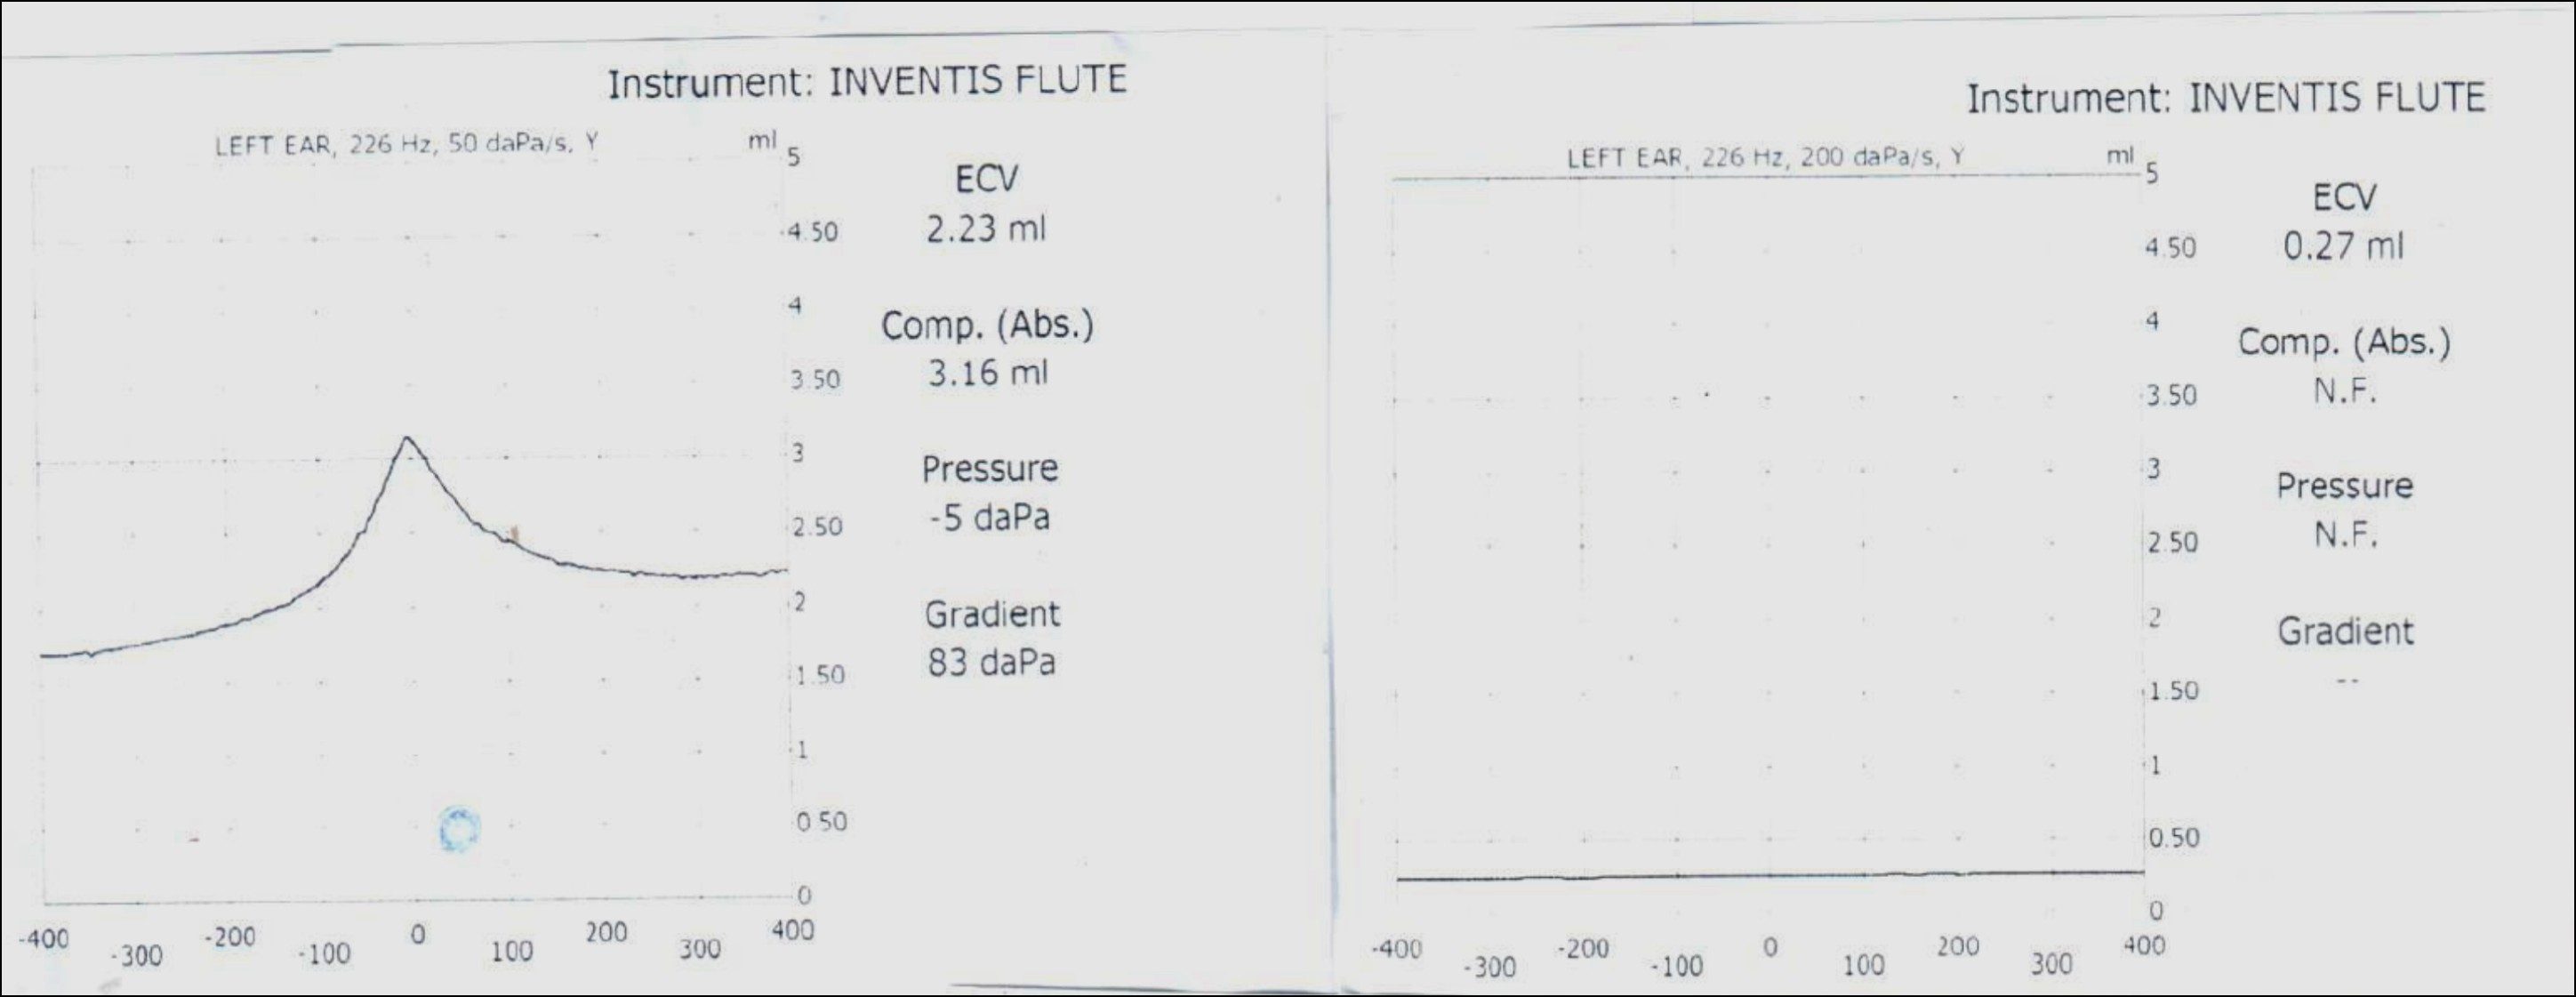 Instrument: INVENTIS FLUTE
LEFT EAR, 226 Hz, 50 daPa/s, Y
ml
5
4.50
4
3.50
3
2.50
2
1.50
1
0.50
0
-400
-300
-200
-100
0
100
200
300
400
ECV
2.23 ml
Comp. (Abs.)
3.16 ml
Pressure
-5 daPa
Gradient
83 daPa
Instrument: INVENTIS FLUTE
LEFT EAR, 226 Hz, 200 daPa/s, Y
ml
5
4.50
4
3.50
3
2.50
2
1.50
1
0.50
0
-400
-300
-200
-100
0
100
200
300
400
ECV
0.27 ml
Comp. (Abs.)
N.F.
Pressure
N.F.
Gradient
--